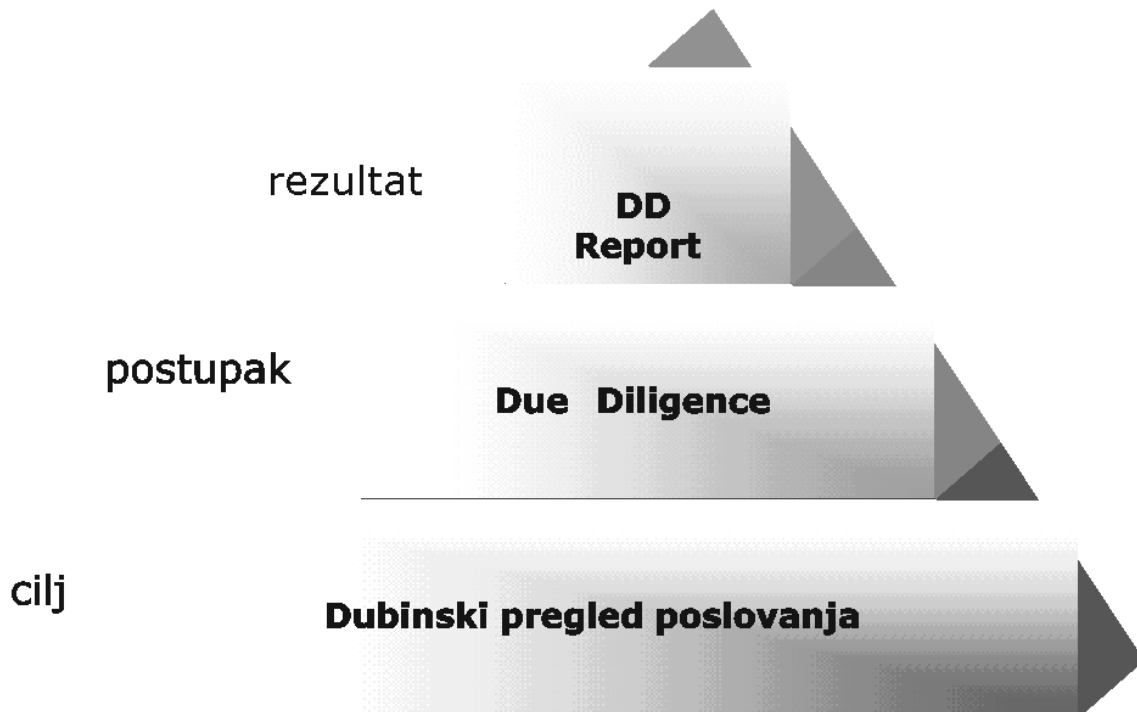 rezultat
DD
Report
postupak
Due Diligence
cilj
Dubinski pregled poslovanja